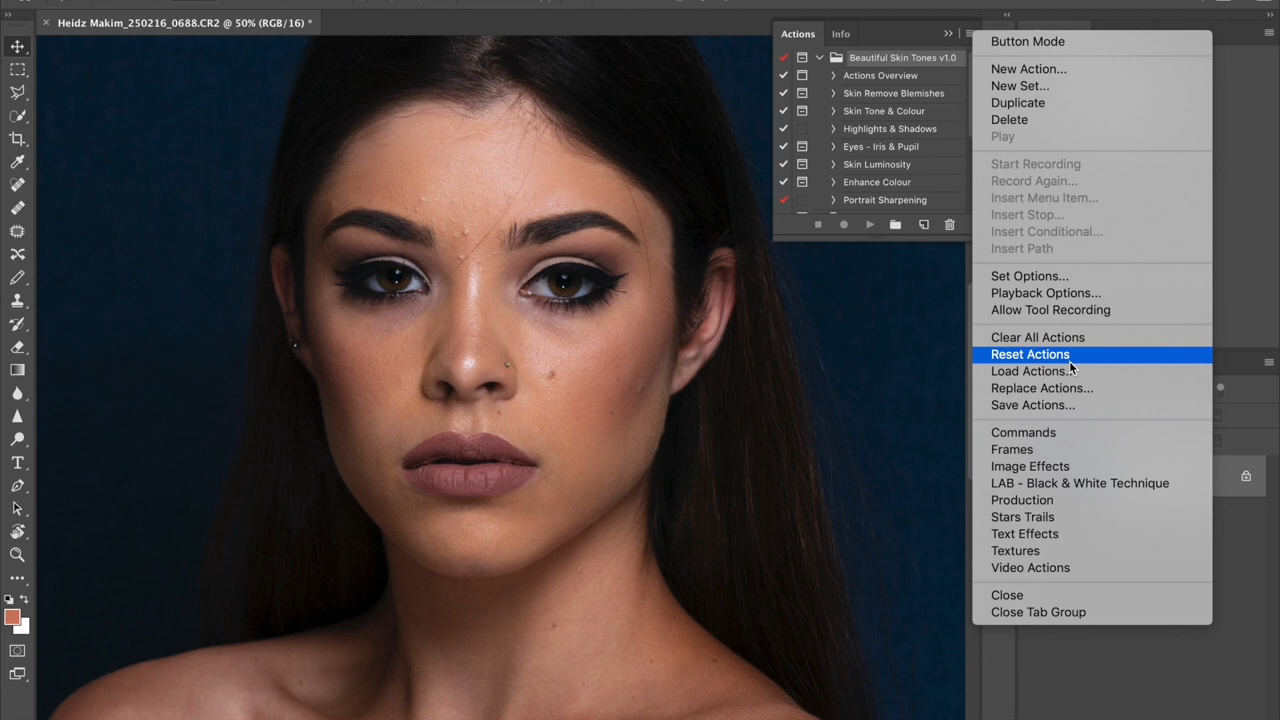 Heidz Makim_250216_0688.CR2 @ 50% (RGB/16) *
Actions
Info
Beautiful Skin Tones v1.0
Actions Overview
Skin Remove Blemishes
Skin Tone & Colour
Highlights & Shadows
Eyes - Iris & Pupil
Skin Luminosity
Enhance Colour
Portrait Sharpening
Button Mode
New Action...
New Set...
Duplicate
Delete
Play
Start Recording
Record Again...
Insert Menu Item...
Insert Stop...
Insert Conditional...
Insert Path
Set Options...
Playback Options...
Allow Tool Recording
Clear All Actions
Reset Actions
Load Actions...
Replace Actions...
Save Actions...
Commands
Frames
Image Effects
LAB - Black & White Technique
Production
Stars Trails
Text Effects
Textures
Video Actions
Close
Close Tab Group